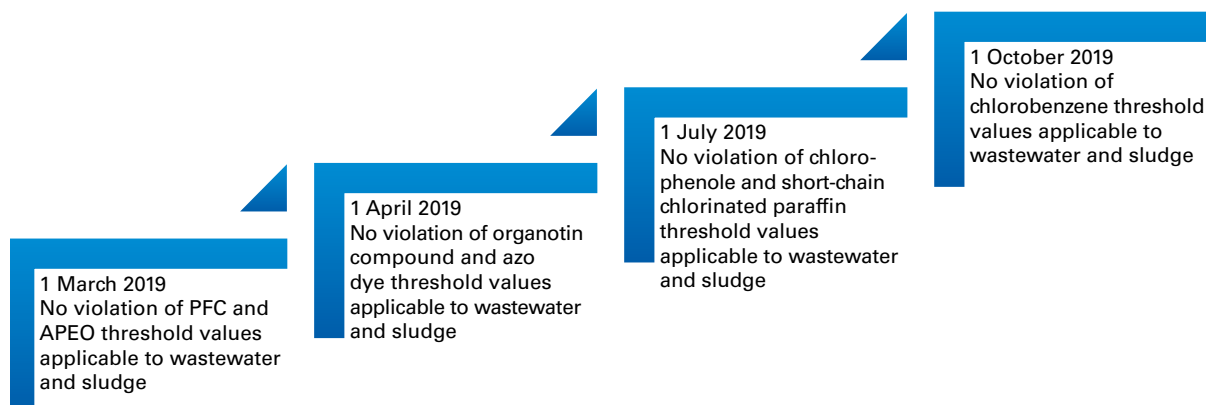 1 March 2019
No violation of PFC and
APEO threshold values
applicable to wastewater
and sludge
1 April 2019
No violation of organotin
compound and azo
dye threshold values
applicable to wastewater
and sludge
1 July 2019
No violation of chloro-
phenole and short-chain
chlorinated paraffin
threshold values
applicable to wastewater
and sludge
1 October 2019
No violation of
chlorobenzene threshold
values applicable to
wastewater and sludge